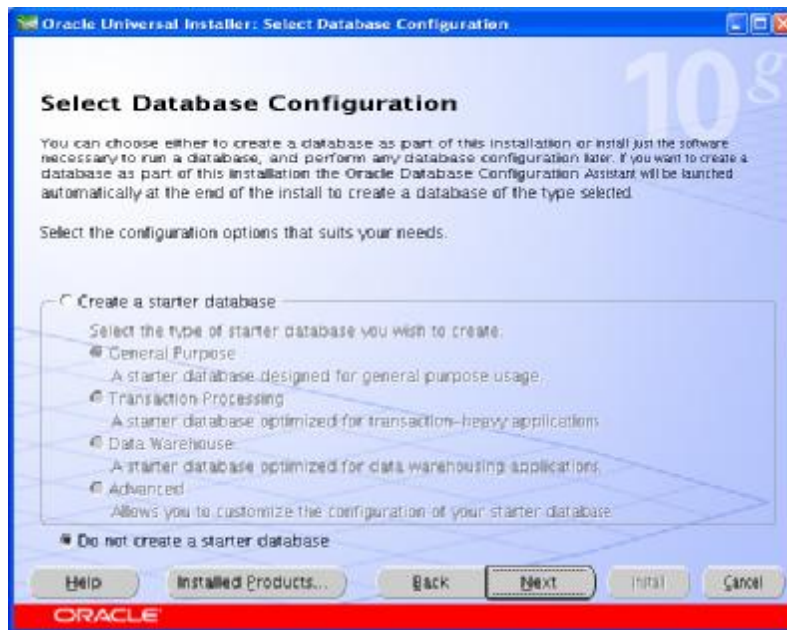 Oracle Universal Installer: Select Database Configuration
10g
Select Database Configuration
You can choose either to create a database as part of this installation or install just the software
necessary to run a database, and perform any database configuration later. If you want to create a
database as part of this installation the Oracle Database Configuration Assistant will be launched
automatically at the end of the install to create a database of the type selected.
Select the configuration options that suits your needs.
Create a starter database
Select the type of starter database you wish to create:
General Purpose
A starter database designed for general purpose usage.
Transaction Processing
A starter database optimized for transaction-heavy applications
Data Warehouse
A starter database optimized for data warehousing applications.
Advanced
Allows you to customize the configuration of your starter database
Do not create a starter database
Help
Installed Products...
Back
Next
Install
Cancel
ORACLE